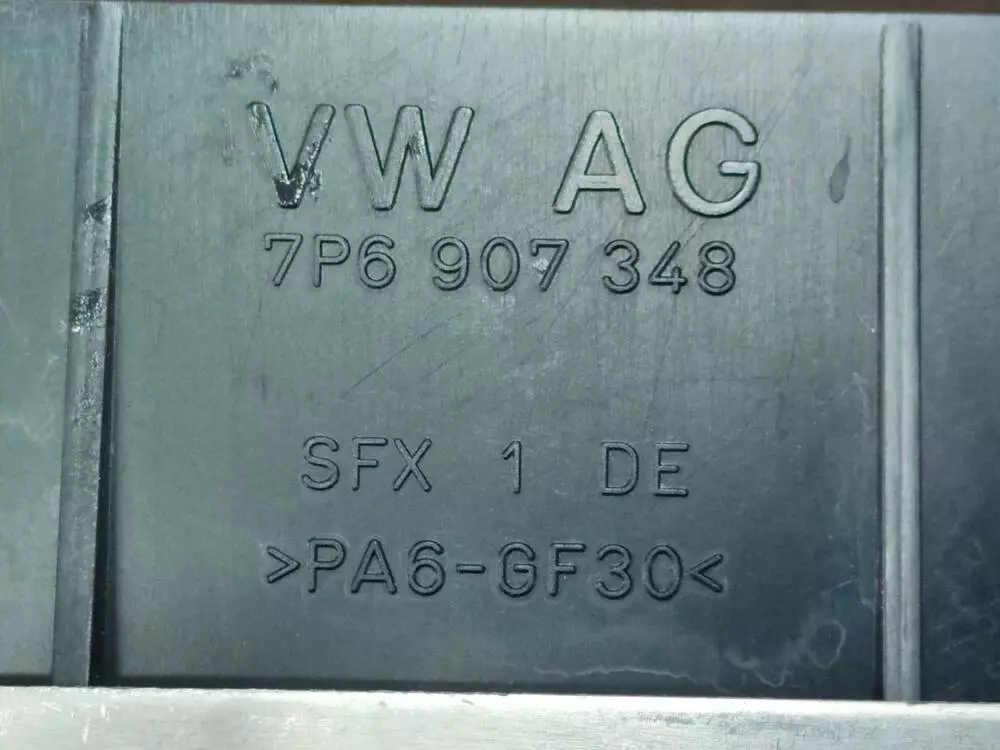 VW AG
7P6 907 348
SFX 1 DE
>PA6-GF30<